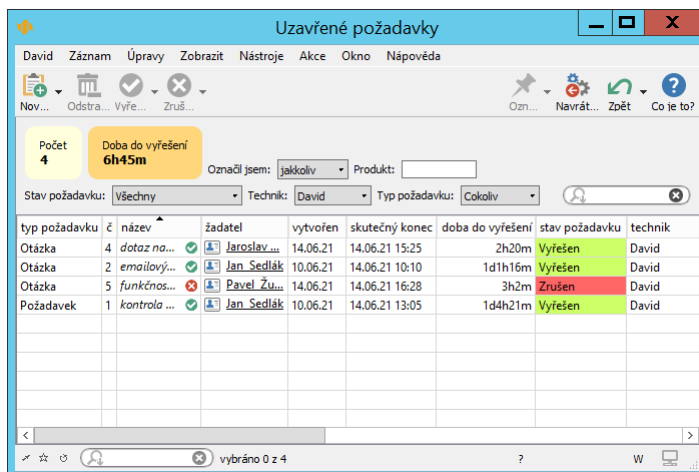 Uzavřené požadavky
David Záznam Úpravy Zobrazit Nástroje Akce Okno Nápověda
Nov... Odstra... Vyře... Zruš... Ozn... Navrát... Zpět Co je to?
Počet
4
Doba do vyřešení
6h45m
Označil jsem: jakkoliv Produkt:
Stav požadavku: Všechny Technik: David Typ požadavku: Cokoliv
typ požadavku č název žadatel vytvořen skutečný konec doba do vyřešení stav požadavku technik
Otázka 4 dotaz na... Jaroslav ... 14.06.21 14.06.21 15:25 2h20m Vyřešen David
Otázka 2 emailový... Jan Sedlák 10.06.21 10.06.21 10:10 1d1h16m Vyřešen David
Otázka 5 funkčnos... Pavel Žu... 14.06.21 14.06.21 16:28 3h2m Zrušen David
Požadavek 1 kontrola ... Jan Sedlák 10.06.21 14.06.21 13:05 1d4h21m Vyřešen David
vybráno 0 z 4 ? W